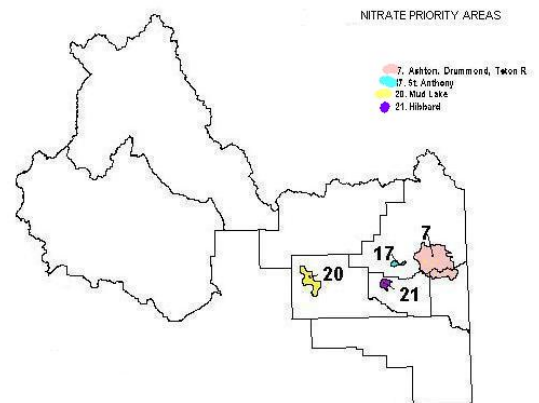 NITRATE PRIORITY AREAS
7. Ashton, Drummond, Teton R
17. St. Anthony
20. Mud Lake
21. Hibbard
7
17
20
21